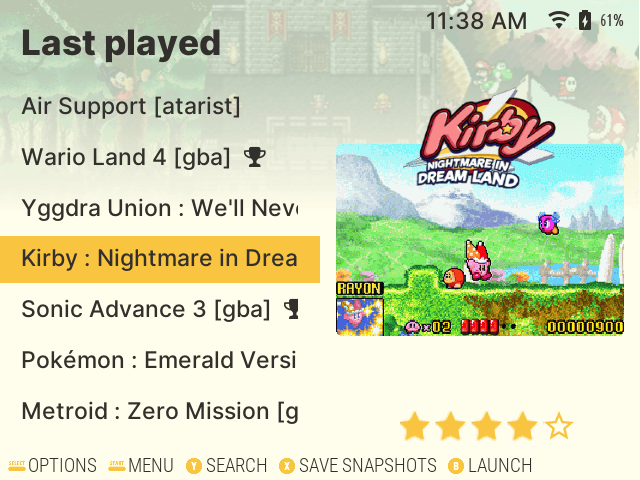 Last played
11:38 AM
61%
Air Support [atarist]
Wario Land 4 [gba]
Yggdra Union : We'll Neve
Kirby : Nightmare in Drea
Sonic Advance 3 [gba]
Pokémon : Emerald Versi
Metroid : Zero Mission [g
Kirby
NIGHTMARE IN
DREAM LAND
RAYON
x02
00000900
SELECT OPTIONS START MENU Y SEARCH X SAVE SNAPSHOTS B LAUNCH